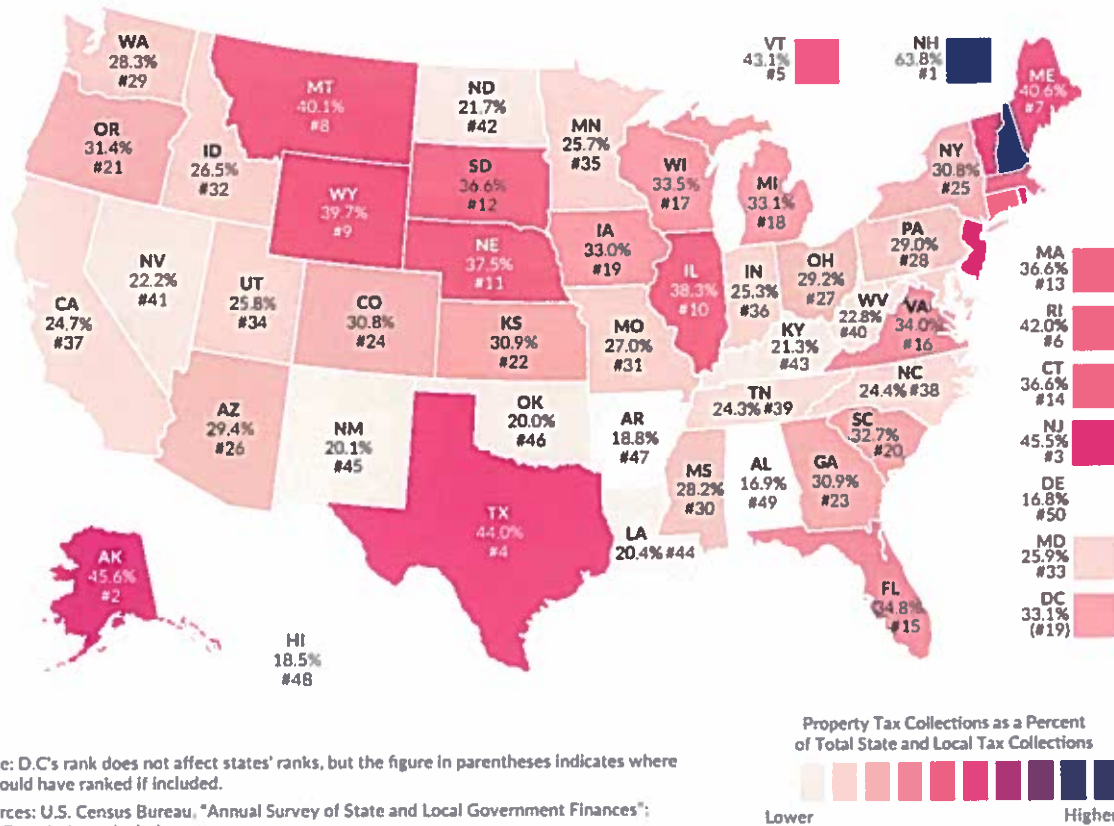 WA
28.3%
#29
MT
40.1%
#8
ND
21.7%
#42
MN
25.7%
#35
VT
43.1%
#5
NH
63.8%
#1
ME
40.6%
#7
OR
31.4%
#21
ID
26.5%
#32
SD
36.6%
#12
WI
33.5%
#17
MI
33.1%
#18
NY
30.8%
#25
WY
39.7%
#9
IA
33.0%
#19
NE
37.5%
#11
IL
38.3%
#10
IN
25.3%
#36
OH
29.2%
#27
PA
29.0%
#28
NV
22.2%
#41
UT
25.8%
#34
CO
30.8%
#24
CA
24.7%
#37
KS
30.9%
#22
MO
27.0%
#31
KY
21.3%
#43
WV
22.8%
#40
VA
34.0%
#16
MA
36.6%
#13
RI
42.0%
#6
CT
36.6%
#14
NJ
45.5%
#3
DE
16.8%
#50
MD
25.9%
#33
DC
33.1%
(#19)
NC
24.4% #38
TN
24.3% #39
AZ
29.4%
#26
NM
20.1%
#45
OK
20.0%
#46
AR
18.8%
#47
SC
32.7%
#20
MS
28.2%
#30
AL
16.9%
#49
GA
30.9%
#23
TX
44.0%
#4
LA
20.4% #44
FL
34.8%
#15
AK
45.6%
#2
HI
18.5%
#48
Property Tax Collections as a Percent
of Total State and Local Tax Collections
Lower Higher
e: D.C's rank does not affect states' ranks, but the figure in parentheses indicates where
ould have ranked if included.
rces: U.S. Census Bureau, "Annual Survey of State and Local Government Finances";